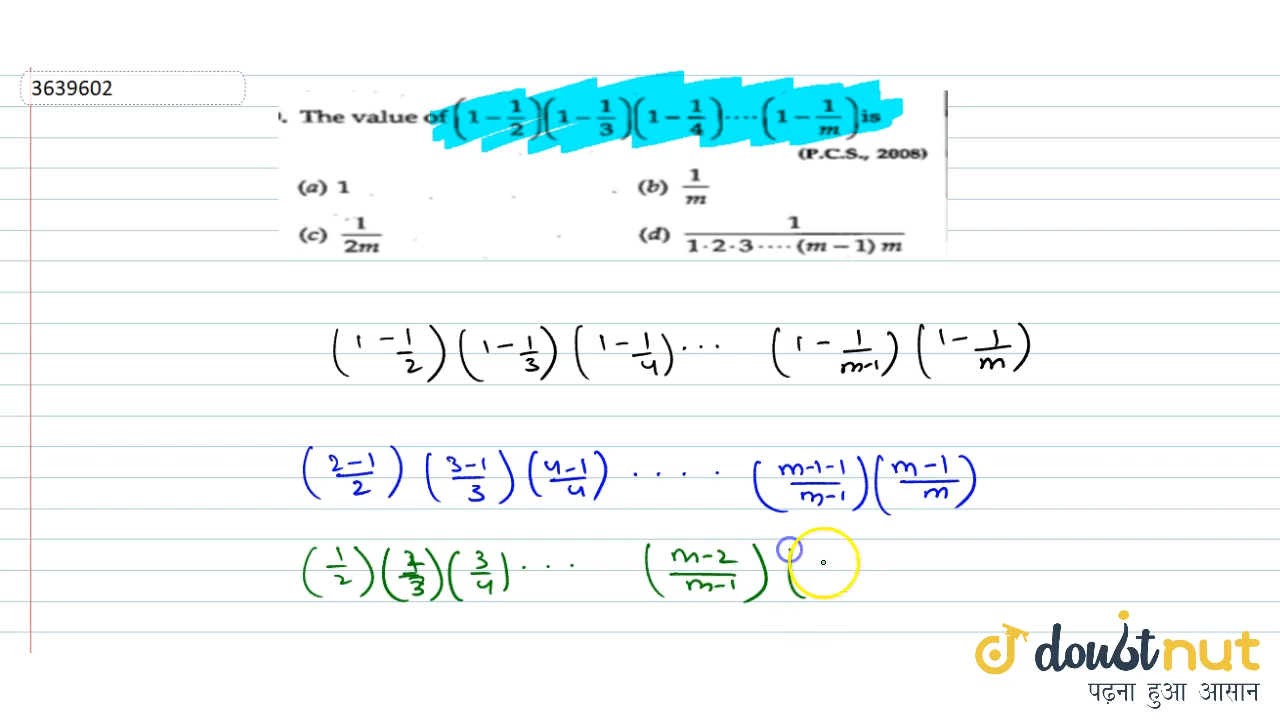 3639602
. The value of (1 − 1/2)(1 − 1/3)(1 − 1/4)....(1 − 1/m) is
(P.C.S., 2008)
(a) 1 (b) 1/m
(c) 1/2m (d) 1/(1·2·3····(m − 1) m)
(1 − 1/2)(1 − 1/3)(1 − 1/4)... (1 − 1/(m−1))(1 − 1/m)
((2−1)/2)((3−1)/3)((4−1)/4).... ((m−1−1)/(m−1))((m−1)/m)
(1/2)(2/3)(3/4)... ((m−2)/(m−1))(
doubtnut
पढ़ना हुआ आसान